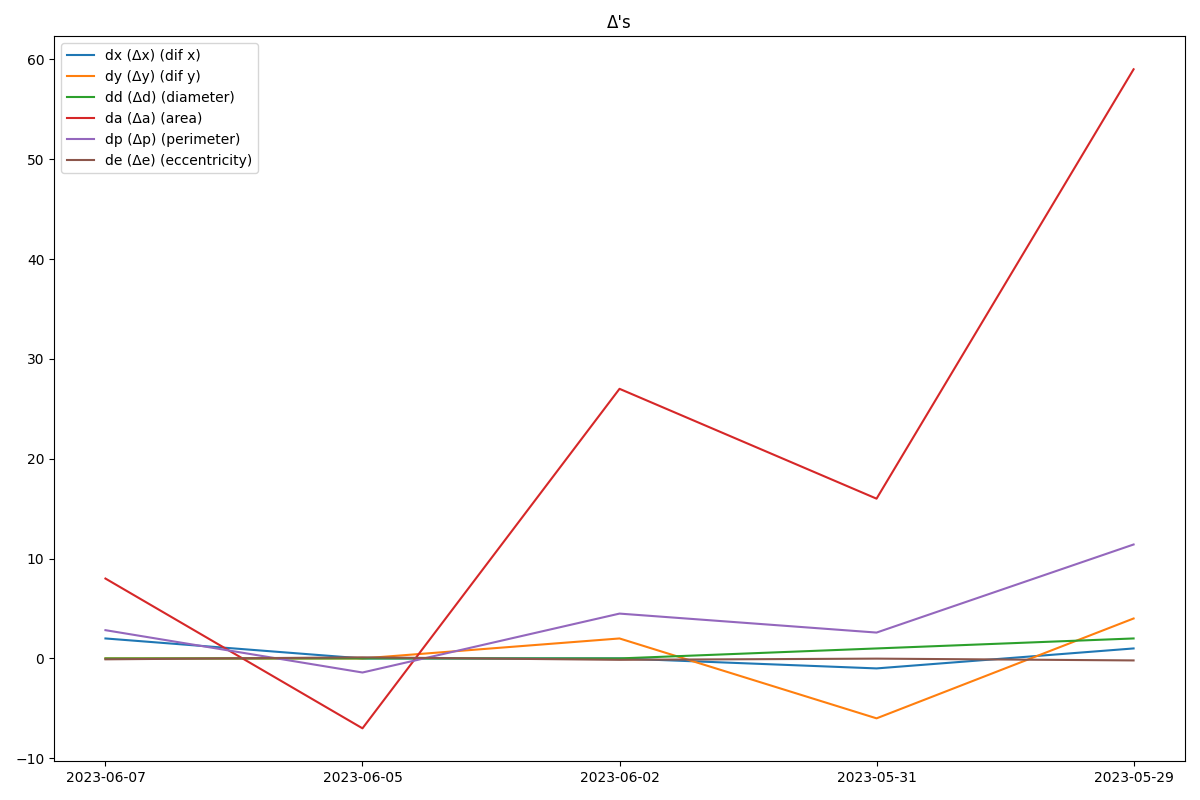 Δ's
dx (Δx) (dif x)
dy (Δy) (dif y)
dd (Δd) (diameter)
da (Δa) (area)
dp (Δp) (perimeter)
de (Δe) (eccentricity)
60
50
40
30
20
10
0
−10
2023-06-07 2023-06-05 2023-06-02 2023-05-31 2023-05-29